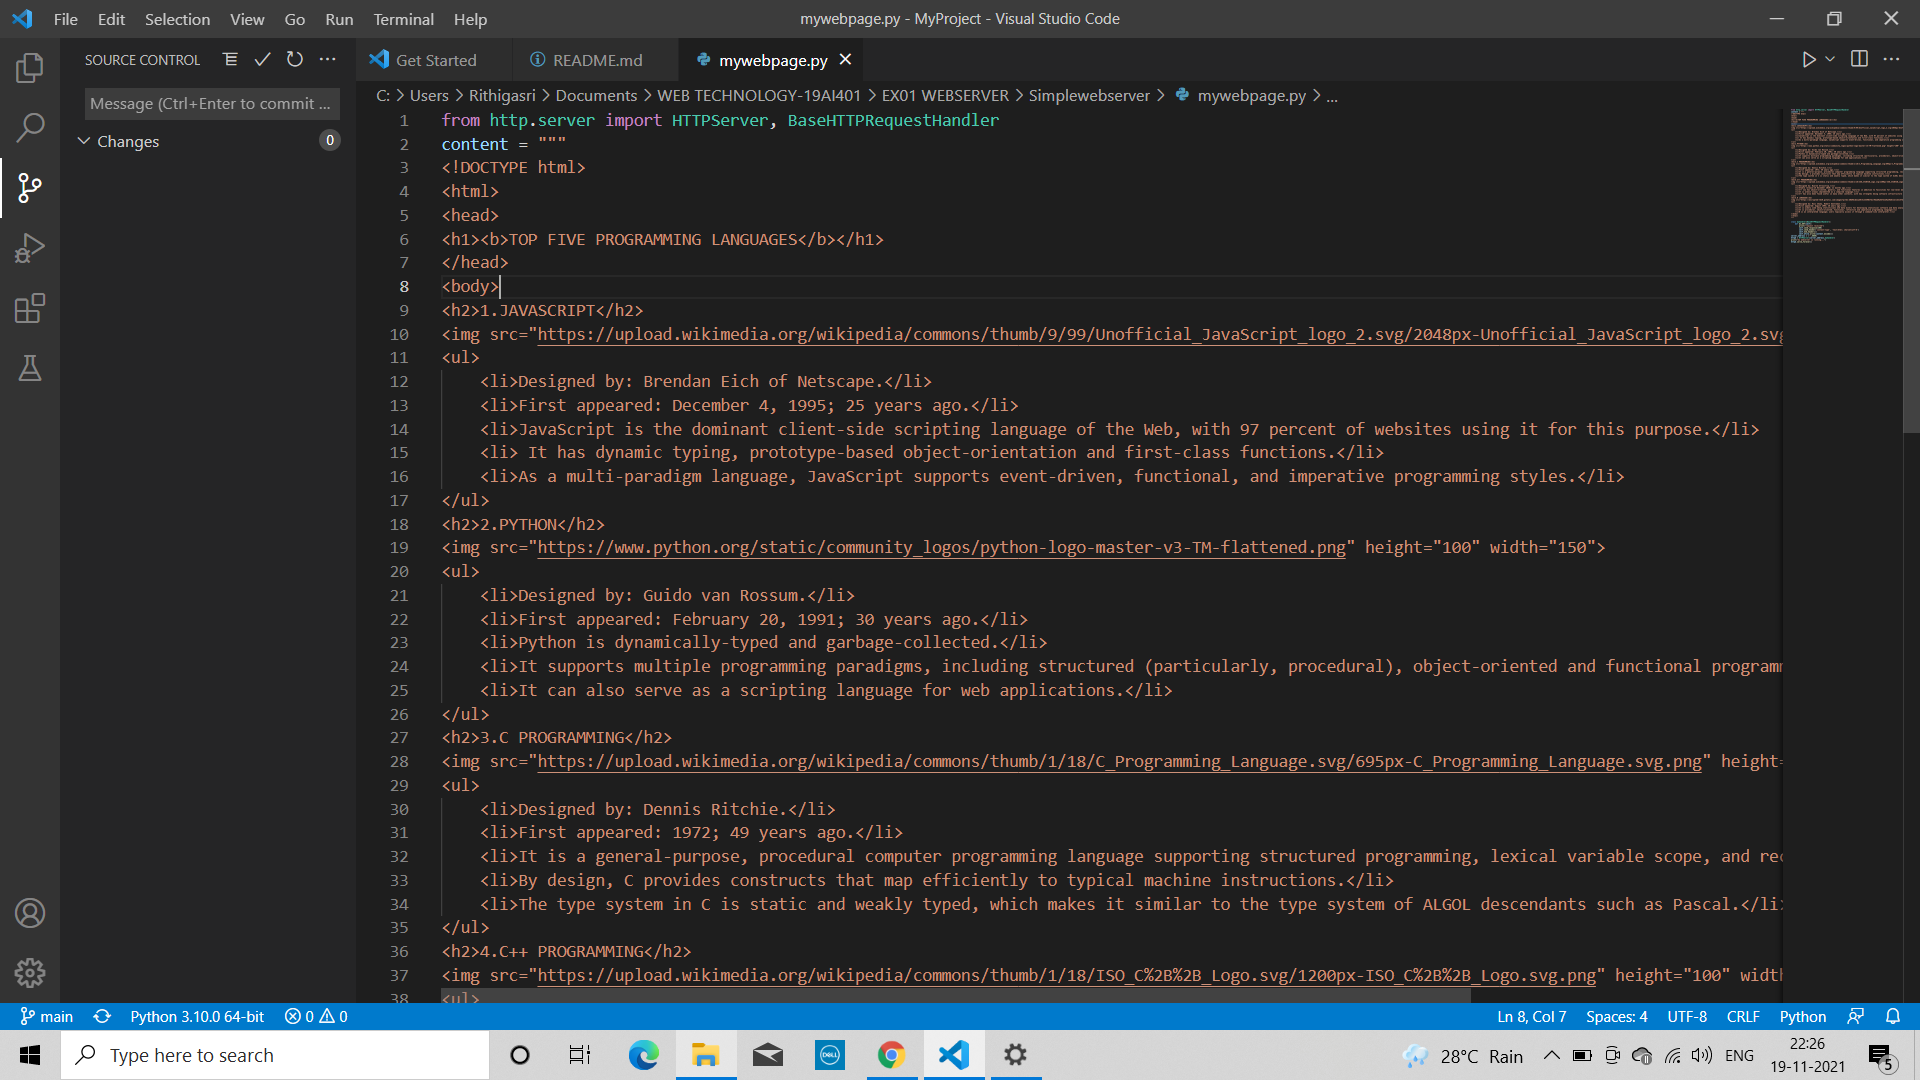 File Edit Selection View Go Run Terminal Help
mywebpage.py - MyProject - Visual Studio Code
SOURCE CONTROL
Message (Ctrl+Enter to commit ...
Changes 0
Get Started README.md mywebpage.py
C: > Users > Rithigasri > Documents > WEB TECHNOLOGY-19AI401 > EX01 WEBSERVER > Simplewebserver > mywebpage.py > ...
1 from http.server import HTTPServer, BaseHTTPRequestHandler
2 content = """
3 <!DOCTYPE html>
4 <html>
5 <head>
6 <h1><b>TOP FIVE PROGRAMMING LANGUAGES</b></h1>
7 </head>
8 <body>
9 <h2>1.JAVASCRIPT</h2>
10 <img src="https://upload.wikimedia.org/wikipedia/commons/thumb/9/99/Unofficial_JavaScript_logo_2.svg/2048px-Unofficial_JavaScript_logo_2.svg
11 <ul>
12     <li>Designed by: Brendan Eich of Netscape.</li>
13     <li>First appeared: December 4, 1995; 25 years ago.</li>
14     <li>JavaScript is the dominant client-side scripting language of the Web, with 97 percent of websites using it for this purpose.</li>
15     <li> It has dynamic typing, prototype-based object-orientation and first-class functions.</li>
16     <li>As a multi-paradigm language, JavaScript supports event-driven, functional, and imperative programming styles.</li>
17 </ul>
18 <h2>2.PYTHON</h2>
19 <img src="https://www.python.org/static/community_logos/python-logo-master-v3-TM-flattened.png" height="100" width="150">
20 <ul>
21     <li>Designed by: Guido van Rossum.</li>
22     <li>First appeared: February 20, 1991; 30 years ago.</li>
23     <li>Python is dynamically-typed and garbage-collected.</li>
24     <li>It supports multiple programming paradigms, including structured (particularly, procedural), object-oriented and functional programm
25     <li>It can also serve as a scripting language for web applications.</li>
26 </ul>
27 <h2>3.C PROGRAMMING</h2>
28 <img src="https://upload.wikimedia.org/wikipedia/commons/thumb/1/18/C_Programming_Language.svg/695px-C_Programming_Language.svg.png" height=
29 <ul>
30     <li>Designed by: Dennis Ritchie.</li>
31     <li>First appeared: 1972; 49 years ago.</li>
32     <li>It is a general-purpose, procedural computer programming language supporting structured programming, lexical variable scope, and rec
33     <li>By design, C provides constructs that map efficiently to typical machine instructions.</li>
34     <li>The type system in C is static and weakly typed, which makes it similar to the type system of ALGOL descendants such as Pascal.</li>
35 </ul>
36 <h2>4.C++ PROGRAMMING</h2>
37 <img src="https://upload.wikimedia.org/wikipedia/commons/thumb/1/18/ISO_C%2B%2B_Logo.svg/1200px-ISO_C%2B%2B_Logo.svg.png" height="100" widt
38 <ul>
main Python 3.10.0 64-bit 0 0 Ln 8, Col 7 Spaces: 4 UTF-8 CRLF Python
Type here to search
DELL
28°C Rain ENG
22:26
19-11-2021
5